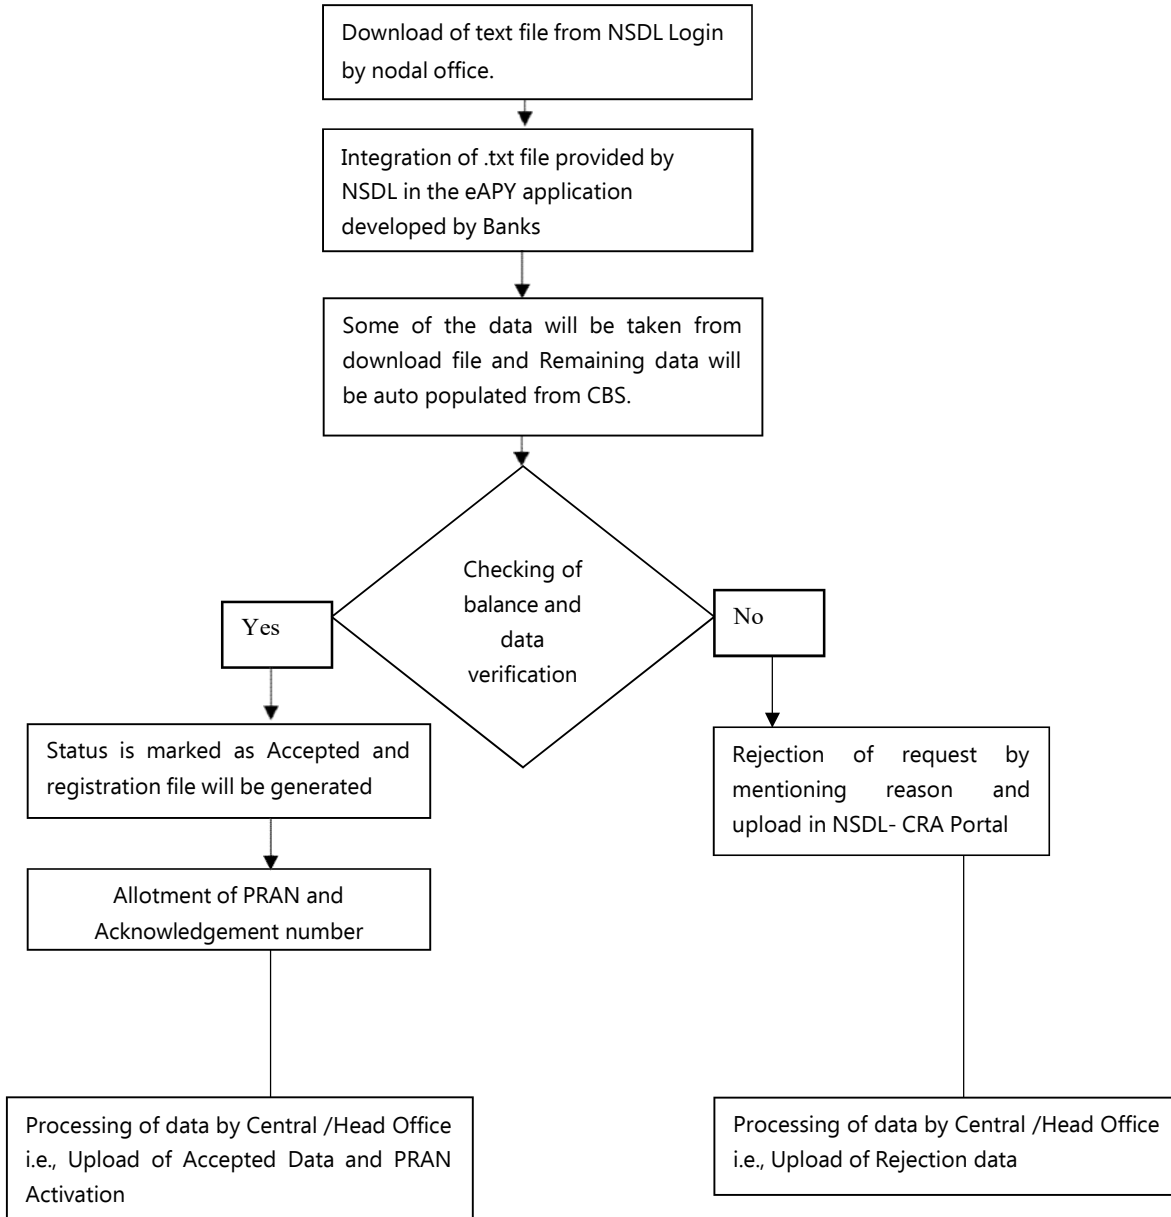 Download of text file from NSDL Login
by nodal office.
Integration of .txt file provided by
NSDL in the eAPY application
developed by Banks
Some of the data will be taken from
download file and Remaining data will
be auto populated from CBS.
Checking of
balance and
data
verification
Yes
No
Status is marked as Accepted and
registration file will be generated
Rejection of request by
mentioning reason and
upload in NSDL- CRA Portal
Allotment of PRAN and
Acknowledgement number
Processing of data by Central /Head Office
i.e., Upload of Accepted Data and PRAN
Activation
Processing of data by Central /Head Office
i.e., Upload of Rejection data